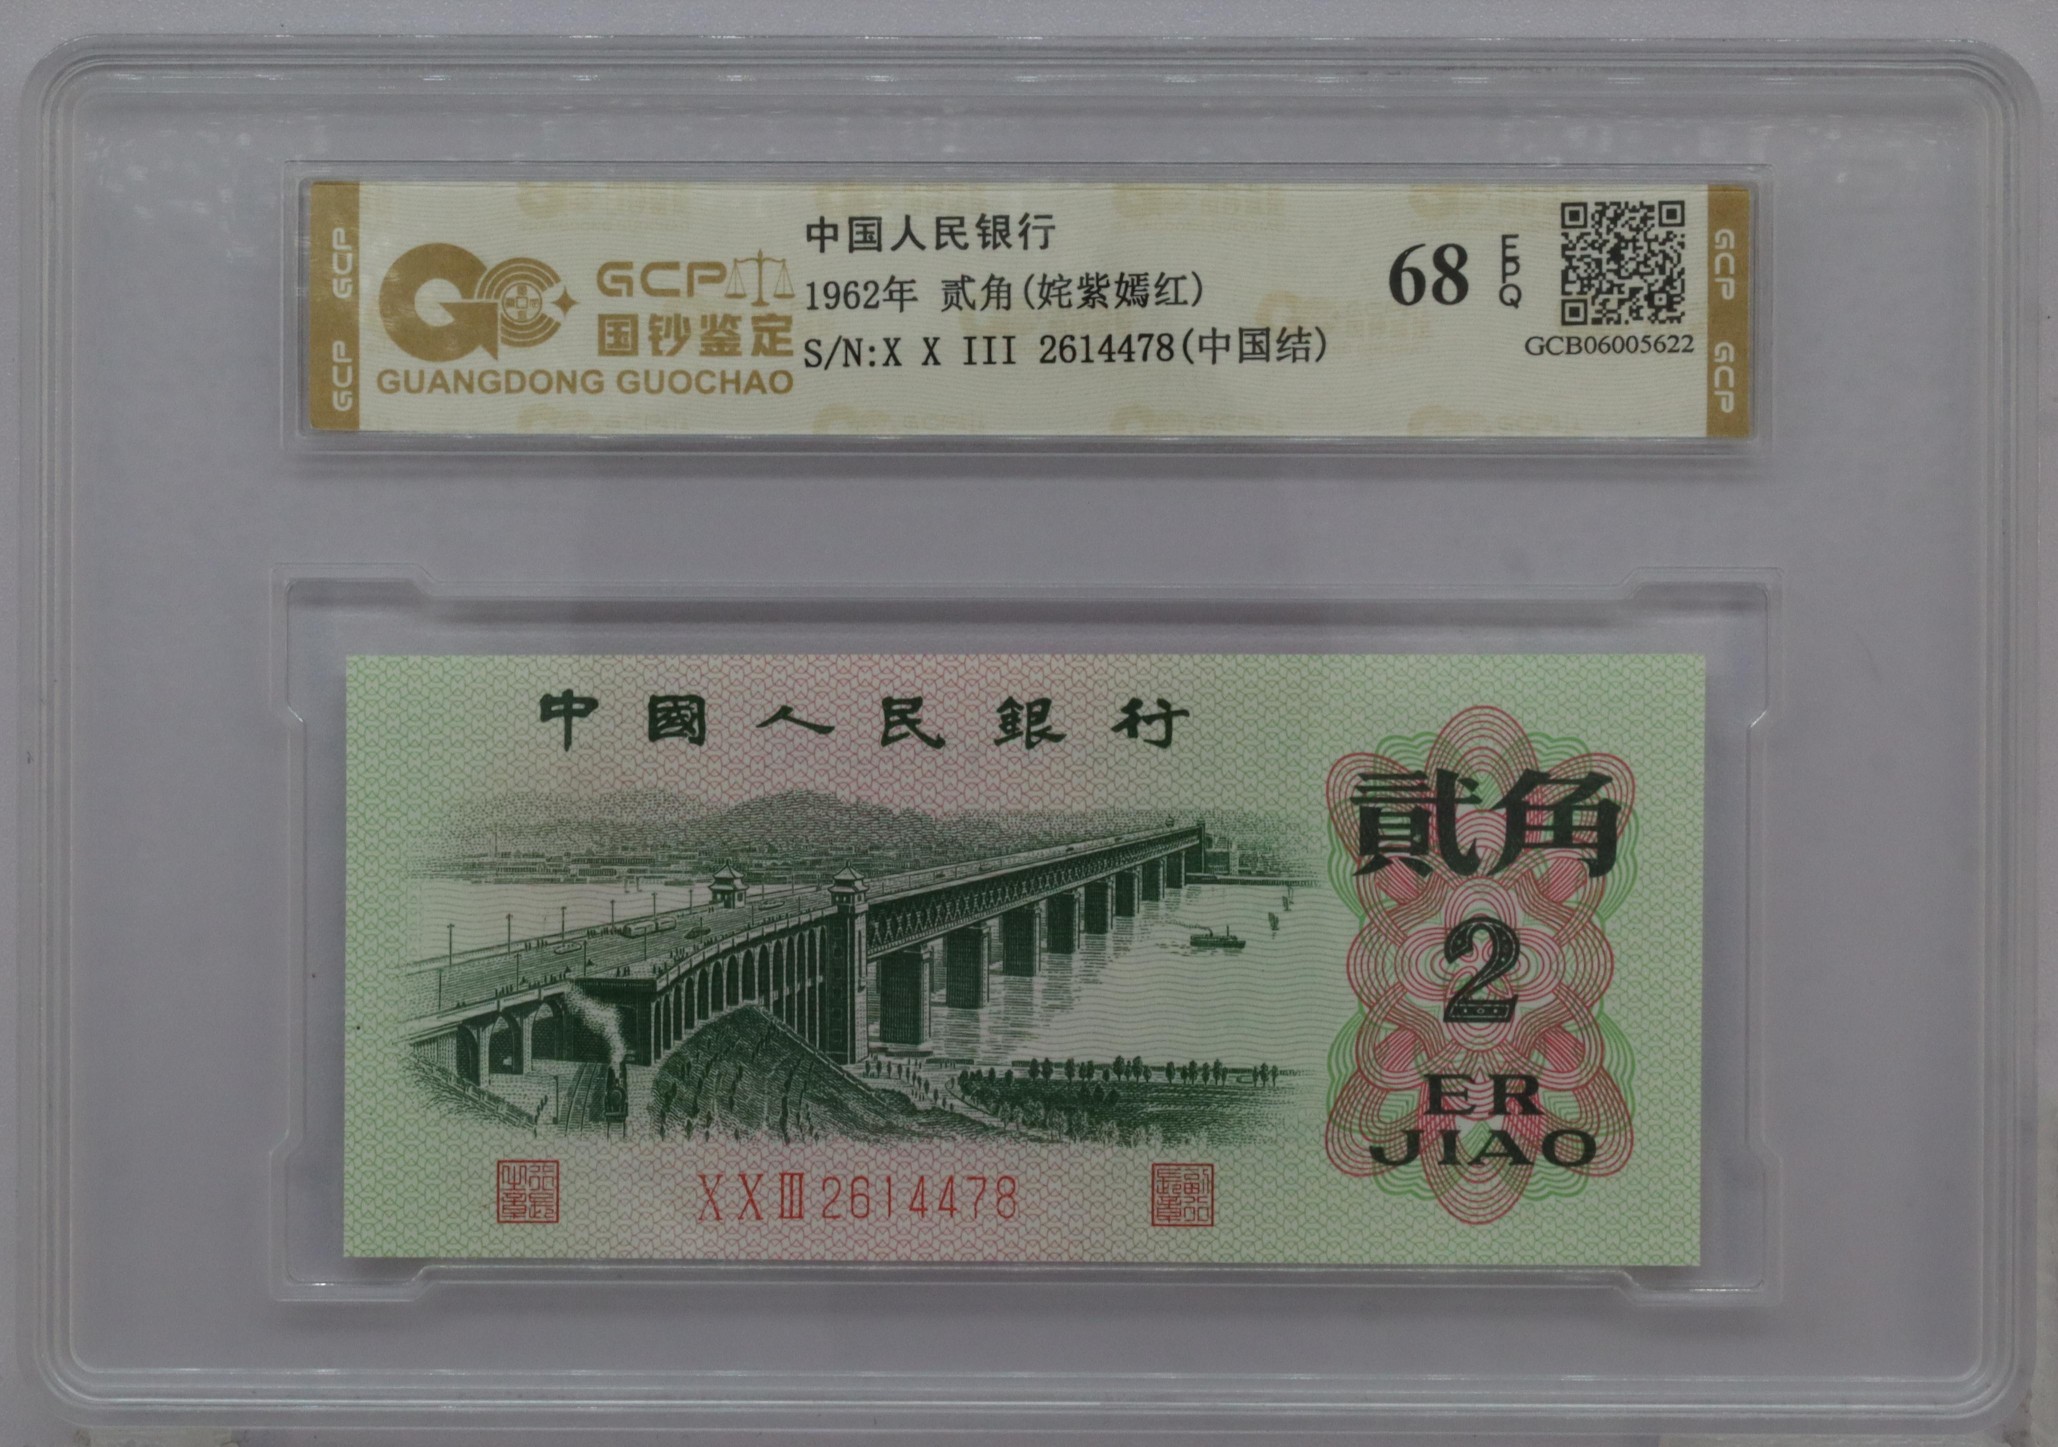 GCP GCP
GCP
国钞鉴定
GUANGDONG GUOCHAO
中国人民银行
1962年 贰角(姹紫嫣红)
S/N:X X III 2614478(中国结)
68 EPQ
GCB06005622
GCP GCP
中國人民銀行
貳角
2
ER
JIAO
XXIII2614478